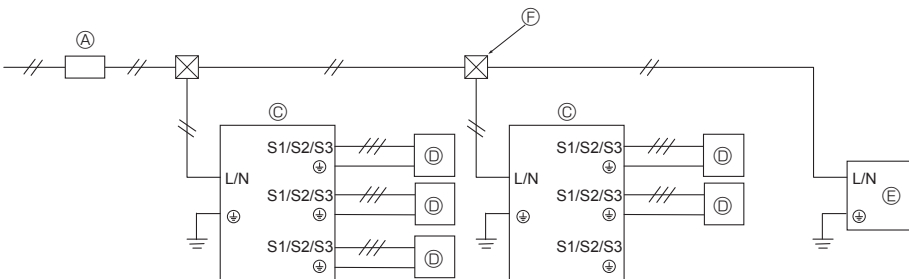 Ⓕ
Ⓐ
Ⓒ Ⓒ
S1/S2/S3 Ⓓ S1/S2/S3 Ⓓ
⏚ ⏚
L/N L/N L/N
S1/S2/S3 Ⓓ S1/S2/S3 Ⓓ Ⓔ
S1/S2/S3 Ⓓ S1/S2/S3